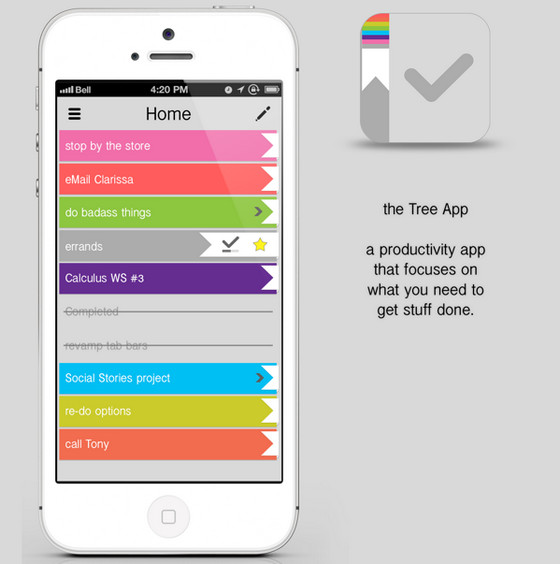 Bell 4:20 PM
Home
stop by the store
eMail Clarissa
do badass things
errands
Calculus WS #3
Completed
revamp tab bars
Social Stories project
re-do options
call Tony
the Tree App
a productivity app
that focuses on
what you need to
get stuff done.